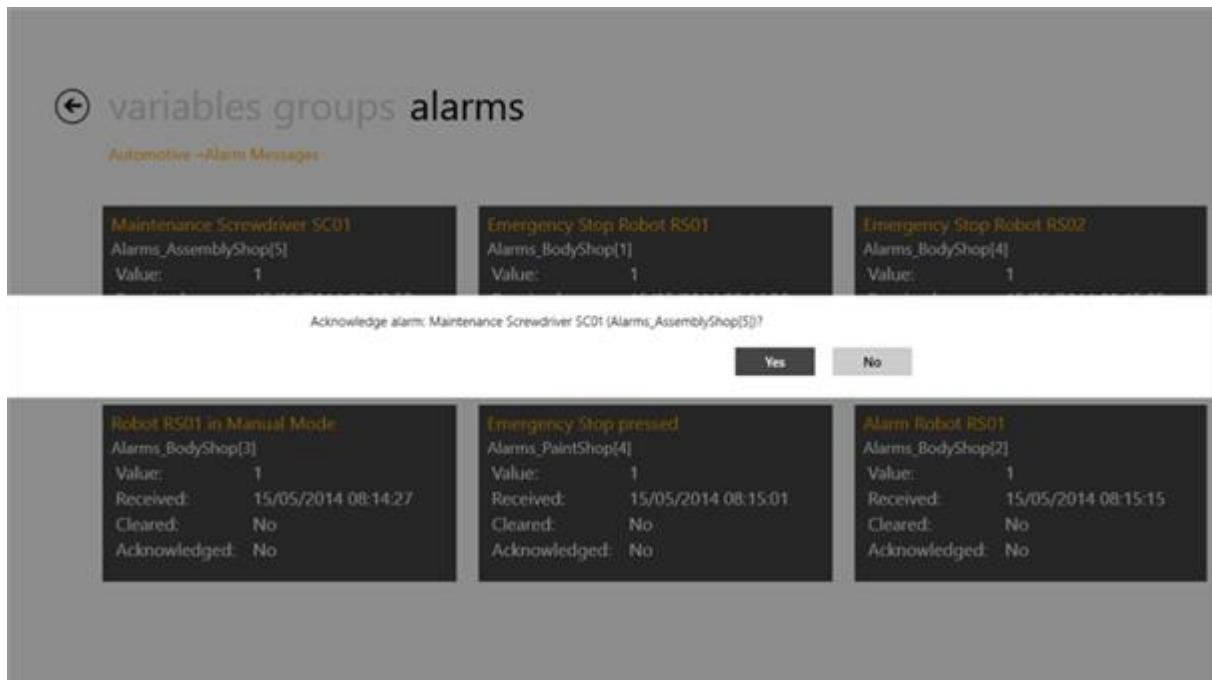 variables groups alarms
Automotive→Alarm Messages
Maintenance Screwdriver SC01
Alarms_AssemblyShop[5]
Value: 1
Emergency Stop Robot RS01
Alarms_BodyShop[1]
Value: 1
Emergency Stop Robot RS02
Alarms_BodyShop[4]
Value: 1
Acknowledge alarm: Maintenance Screwdriver SC01 (Alarms_AssemblyShop[5])?
Yes No
Robot RS01 in Manual Mode
Alarms_BodyShop[3]
Value: 1
Received: 15/05/2014 08:14:27
Cleared: No
Acknowledged: No
Emergency Stop pressed
Alarms_PaintShop[4]
Value: 1
Received: 15/05/2014 08:15:01
Cleared: No
Acknowledged: No
Alarm Robot RS01
Alarms_BodyShop[2]
Value: 1
Received: 15/05/2014 08:15:15
Cleared: No
Acknowledged: No